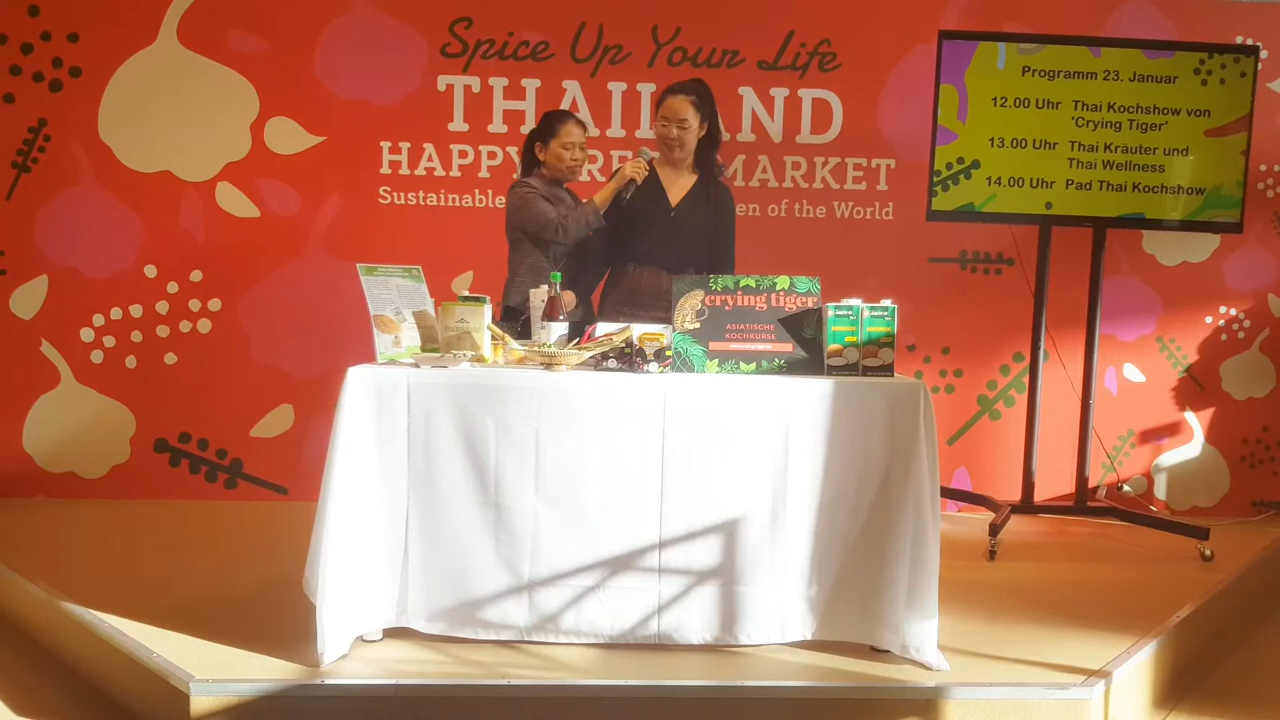 Spice Up Your Life
THAILAND
HAPPY MARKET
Sustainable en of the World
Programm 23. Januar
12.00 Uhr Thai Kochshow von
'Crying Tiger'
13.00 Uhr Thai Kräuter und
Thai Wellness
14.00 Uhr Pad Thai Kochshow
crying tiger
ASIATISCHE
KOCHKURSE